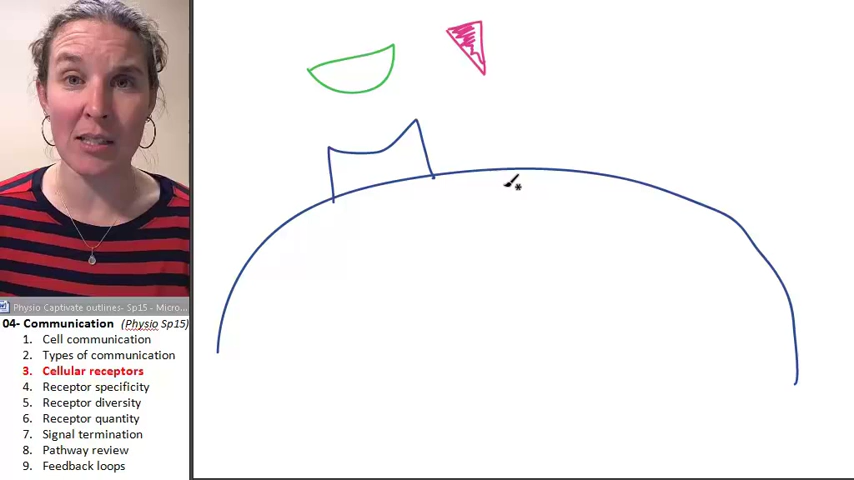 Physio Captivate outlines- Sp15 - Micro...
04- Communication (Physio Sp15)
1. Cell communication
2. Types of communication
3. Cellular receptors
4. Receptor specificity
5. Receptor diversity
6. Receptor quantity
7. Signal termination
8. Pathway review
9. Feedback loops